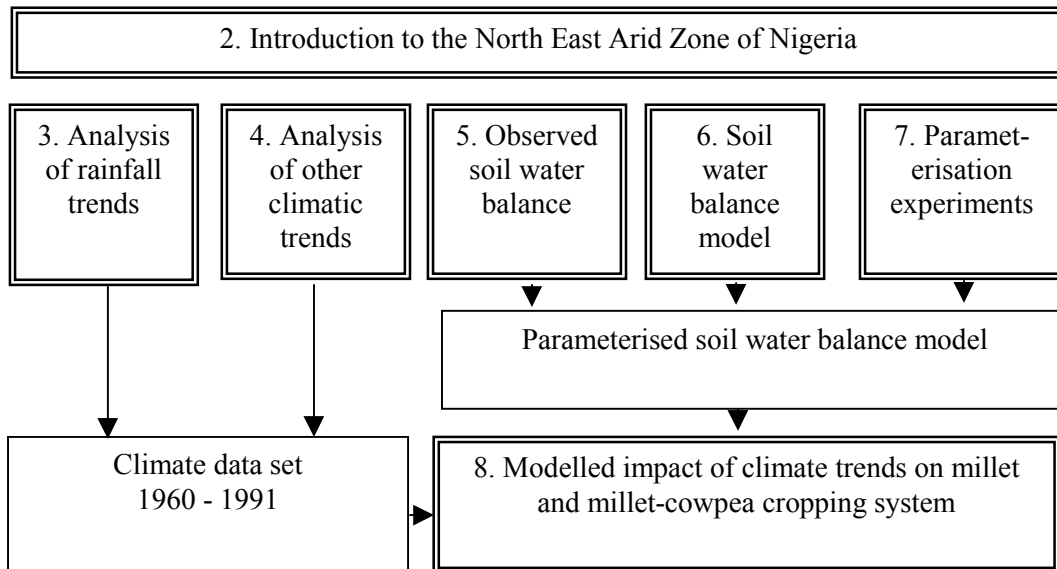 2. Introduction to the North East Arid Zone of Nigeria
3. Analysis
of rainfall
trends
4. Analysis
of other
climatic
trends
5. Observed
soil water
balance
6. Soil
water
balance
model
7. Paramet-
erisation
experiments
Parameterised soil water balance model
Climate data set
1960 - 1991
8. Modelled impact of climate trends on millet
and millet-cowpea cropping system